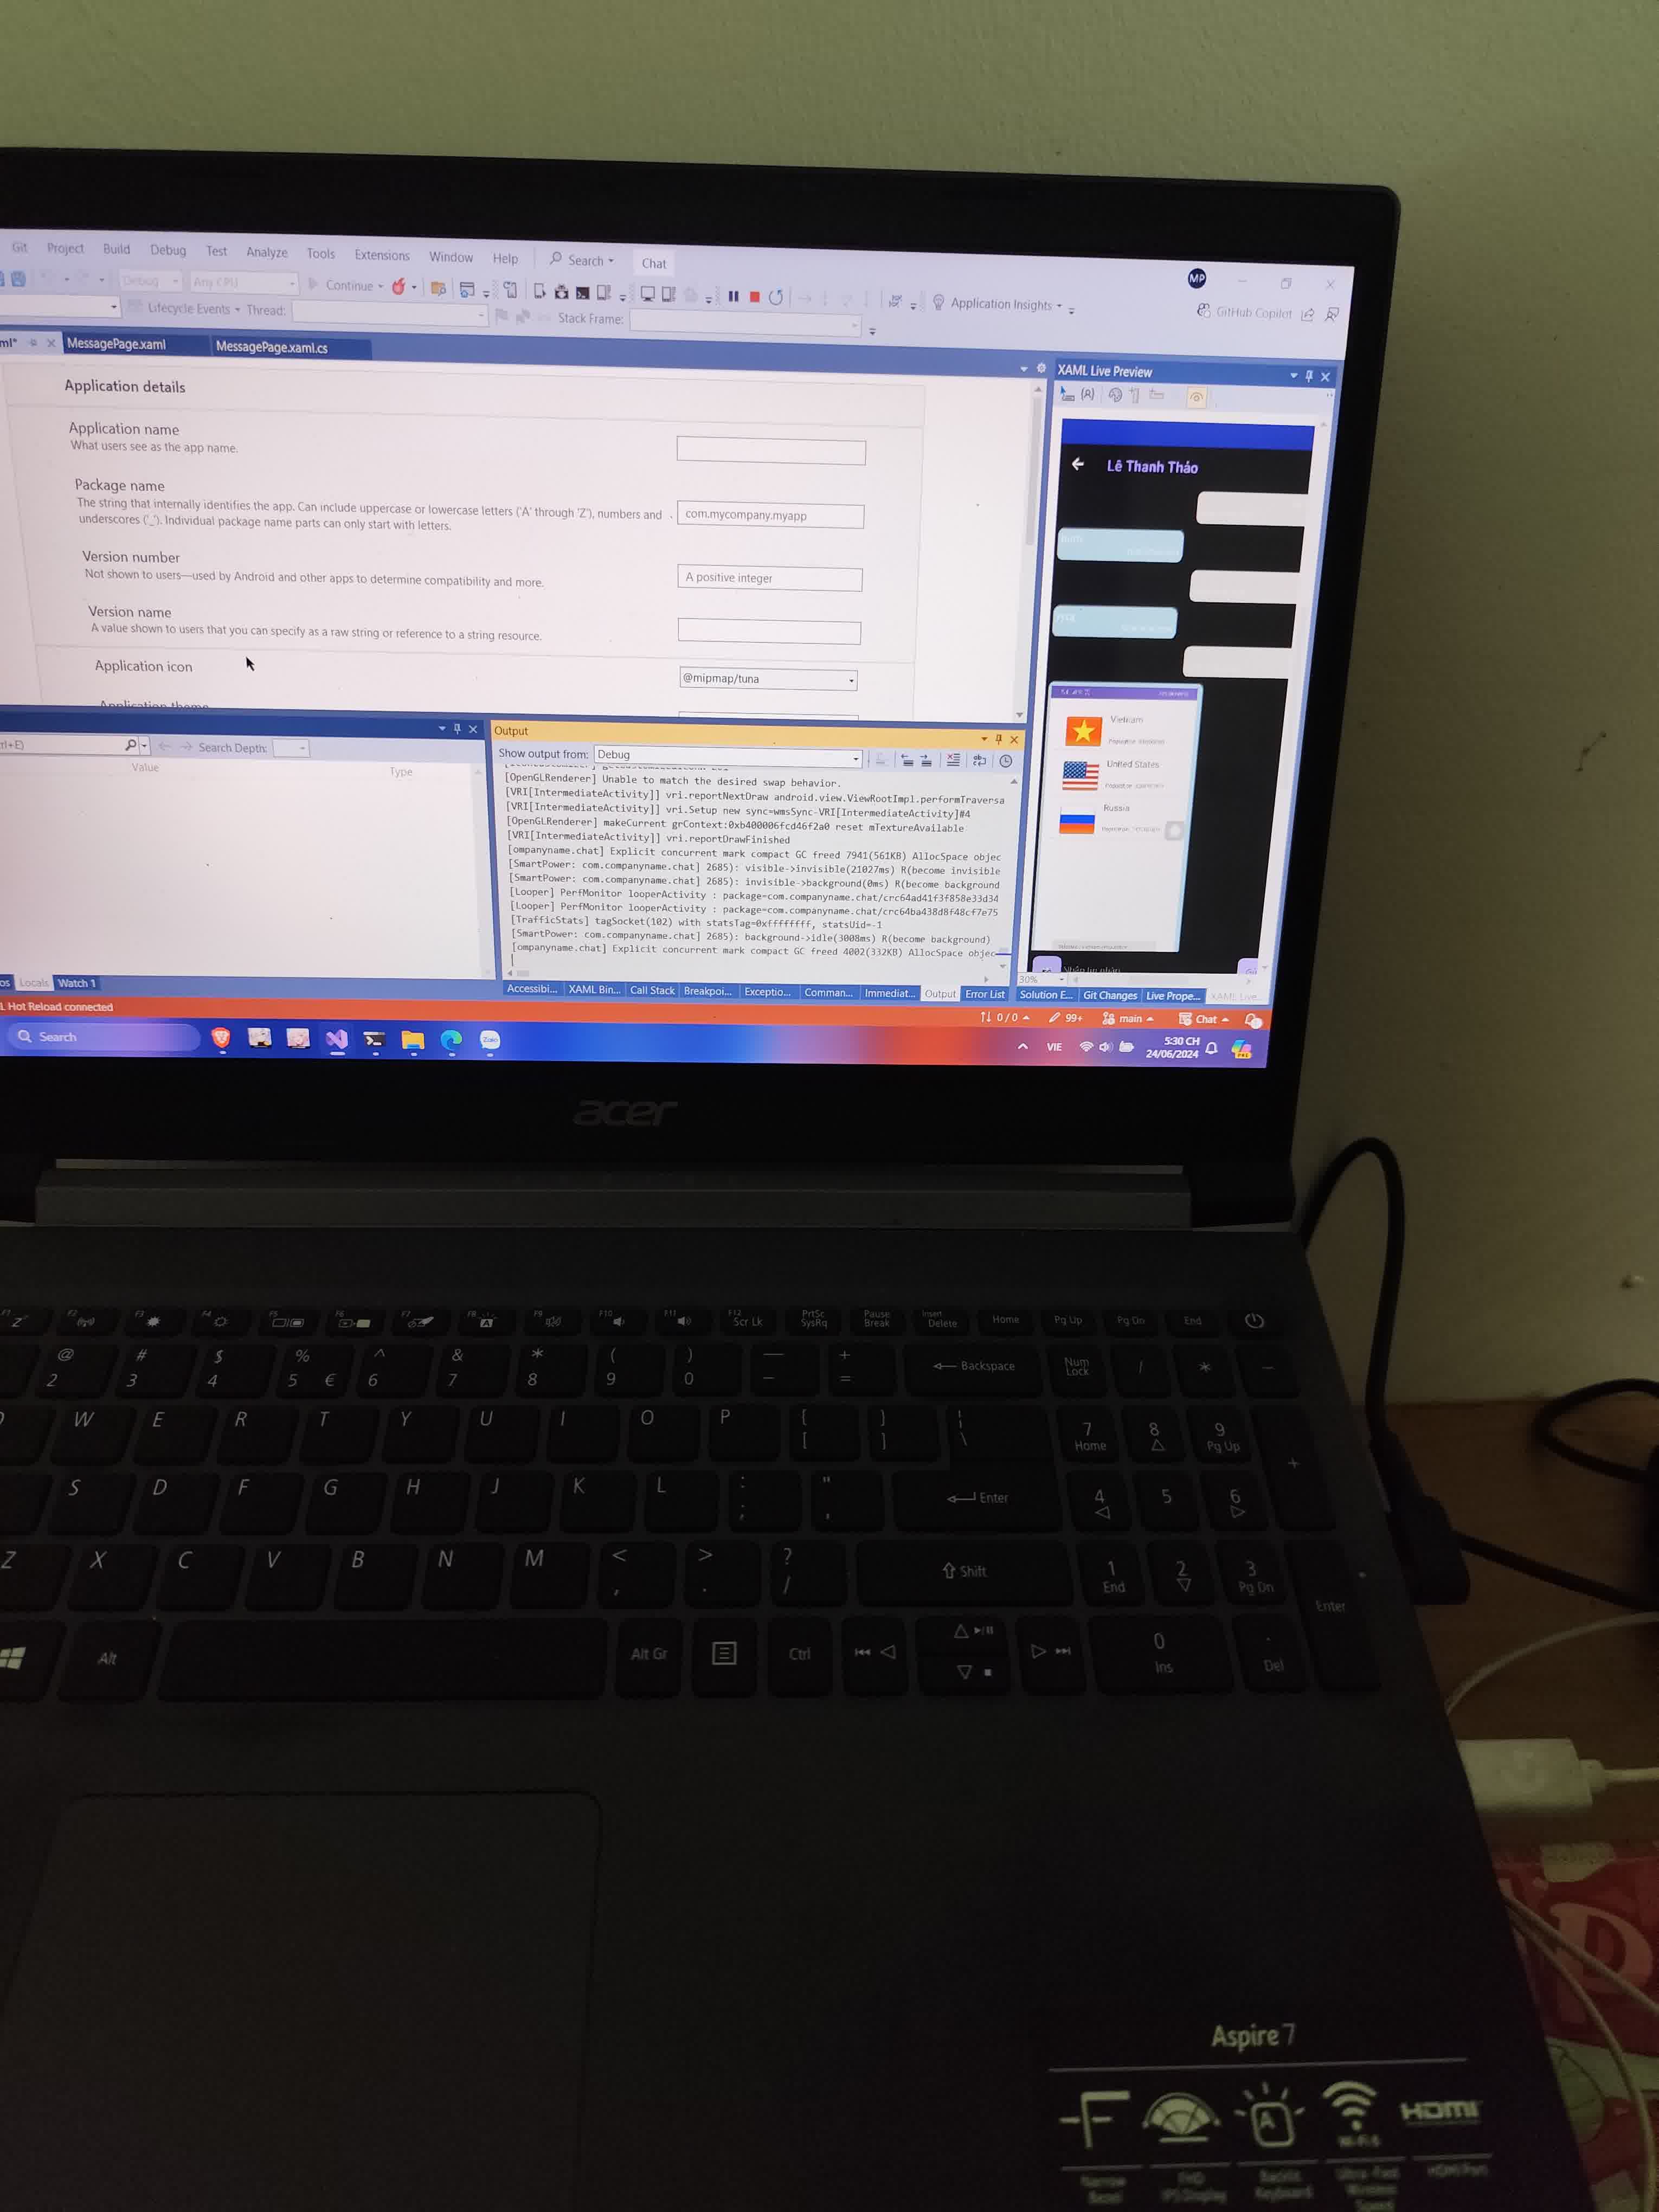 Git Project Build Debug Test Analyze Tools Extensions Window Help Search Chat
MP
Debug Any CPU Continue Application Insights
Lifecycle Events Thread: Stack Frame: GitHub Copilot
MessagePage.xaml MessagePage.xaml.cs
Application details
Application name
What users see as the app name.
Package name
The string that internally identifies the app. Can include uppercase or lowercase letters ('A' through 'Z'), numbers and
underscores ('_'). Individual package name parts can only start with letters.
com.mycompany.myapp
Version number
Not shown to users—used by Android and other apps to determine compatibility and more.
A positive integer
Version name
A value shown to users that you can specify as a raw string or reference to a string resource.
Application icon
@mipmap/tuna
Application theme
XAML Live Preview
Lê Thanh Thảo
Vietnam
United States
Russia
30%
Search Depth:
Value Type
Locals Watch 1
Output
Show output from: Debug
[OpenGLRenderer] Unable to match the desired swap behavior.
[VRI[IntermediateActivity]] vri.reportNextDraw android.view.ViewRootImpl.performTraversa
[VRI[IntermediateActivity]] vri.Setup new sync=wmsSync-VRI[IntermediateActivity]#4
[OpenGLRenderer] makeCurrent grContext:0xb400006fcd46f2a0 reset mTextureAvailable
[VRI[IntermediateActivity]] vri.reportDrawFinished
[ompanyname.chat] Explicit concurrent mark compact GC freed 7941(561KB) AllocSpace objec
[SmartPower: com.companyname.chat] 2685): visible->invisible(21027ms) R(become invisible
[SmartPower: com.companyname.chat] 2685): invisible->background(0ms) R(become background
[Looper] PerfMonitor looperActivity : package=com.companyname.chat/crc64ad41f3f858e33d34
[Looper] PerfMonitor looperActivity : package=com.companyname.chat/crc64ba438d8f48cf7e75
[TrafficStats] tagSocket(102) with statsTag=0xffffffff, statsUid=-1
[SmartPower: com.companyname.chat] 2685): background->idle(3008ms) R(become background)
[ompanyname.chat] Explicit concurrent mark compact GC freed 4002(332KB) AllocSpace objec
Accessibi... XAML Bin... Call Stack Breakpoi... Exceptio... Comman... Immediat... Output Error List
Solution E... Git Changes Live Prope... XAML Live...
L Hot Reload connected
0 / 0 99+ main Chat
Search
Zalo
VIE
5:30 CH
24/06/2024
acer
F1 F2 F3 F4 F5 F6 F7 F8 F9 F10 F11 F12 Scr Lk PrtSc SysRq Pause Break Insert Delete Home Pg Up Pg Dn End
@ 2 # 3 $ 4 % 5 € ^ 6 & 7 * 8 ( 9 ) 0 — - + = Backspace Num Lock / * -
W E R T Y U I O P [ [ ] ] ¦ \ 7 Home 8 9 Pg Up +
S D F G H J K L : ; " ' Enter 4 5 6
Z X C V B N M < , > . ? / Shift 1 End 2 3 Pg Dn Enter
Alt Alt Gr Ctrl 0 Ins . Del
Aspire 7
HDMI